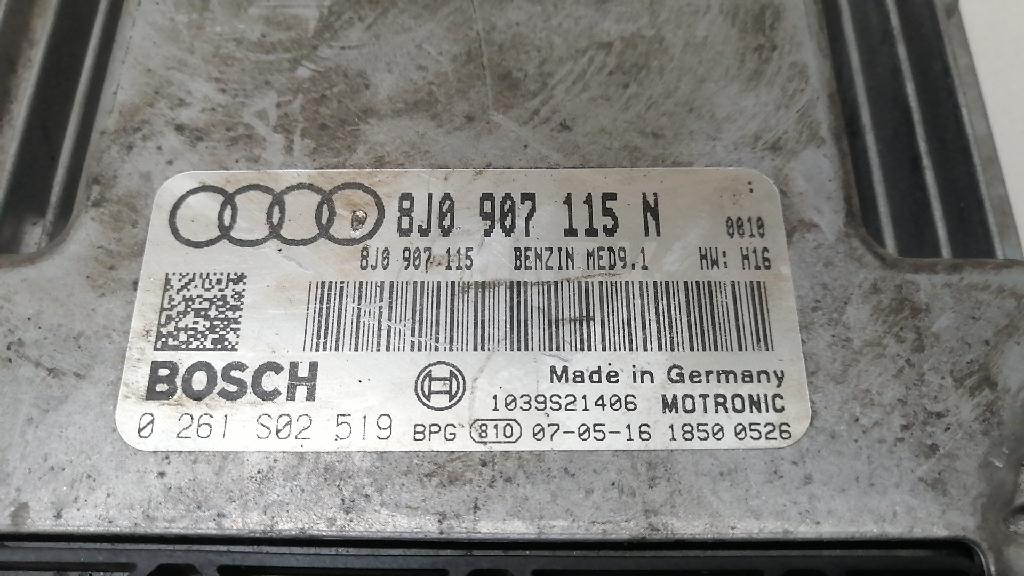 8J0 907 115 N 0010
8J0 907 115 BENZIN MED9.1 HW: H16
BOSCH Made in Germany
1039S21406 MOTRONIC
0 261 S02 519 BPG 810 07-05-16 1850 0526